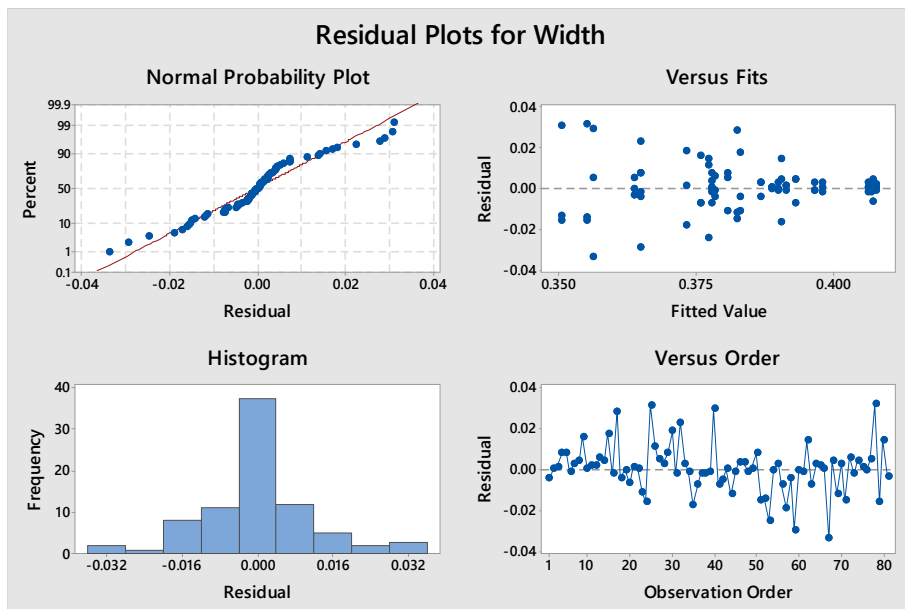 Residual Plots for Width
Normal Probability Plot
99.9
99
90
50
10
1
0.1
Percent
-0.04 -0.02 0.00 0.02 0.04
Residual
Versus Fits
0.04
0.02
0.00
-0.02
-0.04
Residual
0.350 0.375 0.400
Fitted Value
Histogram
40
30
20
10
0
Frequency
-0.032 -0.016 0.000 0.016 0.032
Residual
Versus Order
0.04
0.02
0.00
-0.02
-0.04
Residual
1 10 20 30 40 50 60 70 80
Observation Order